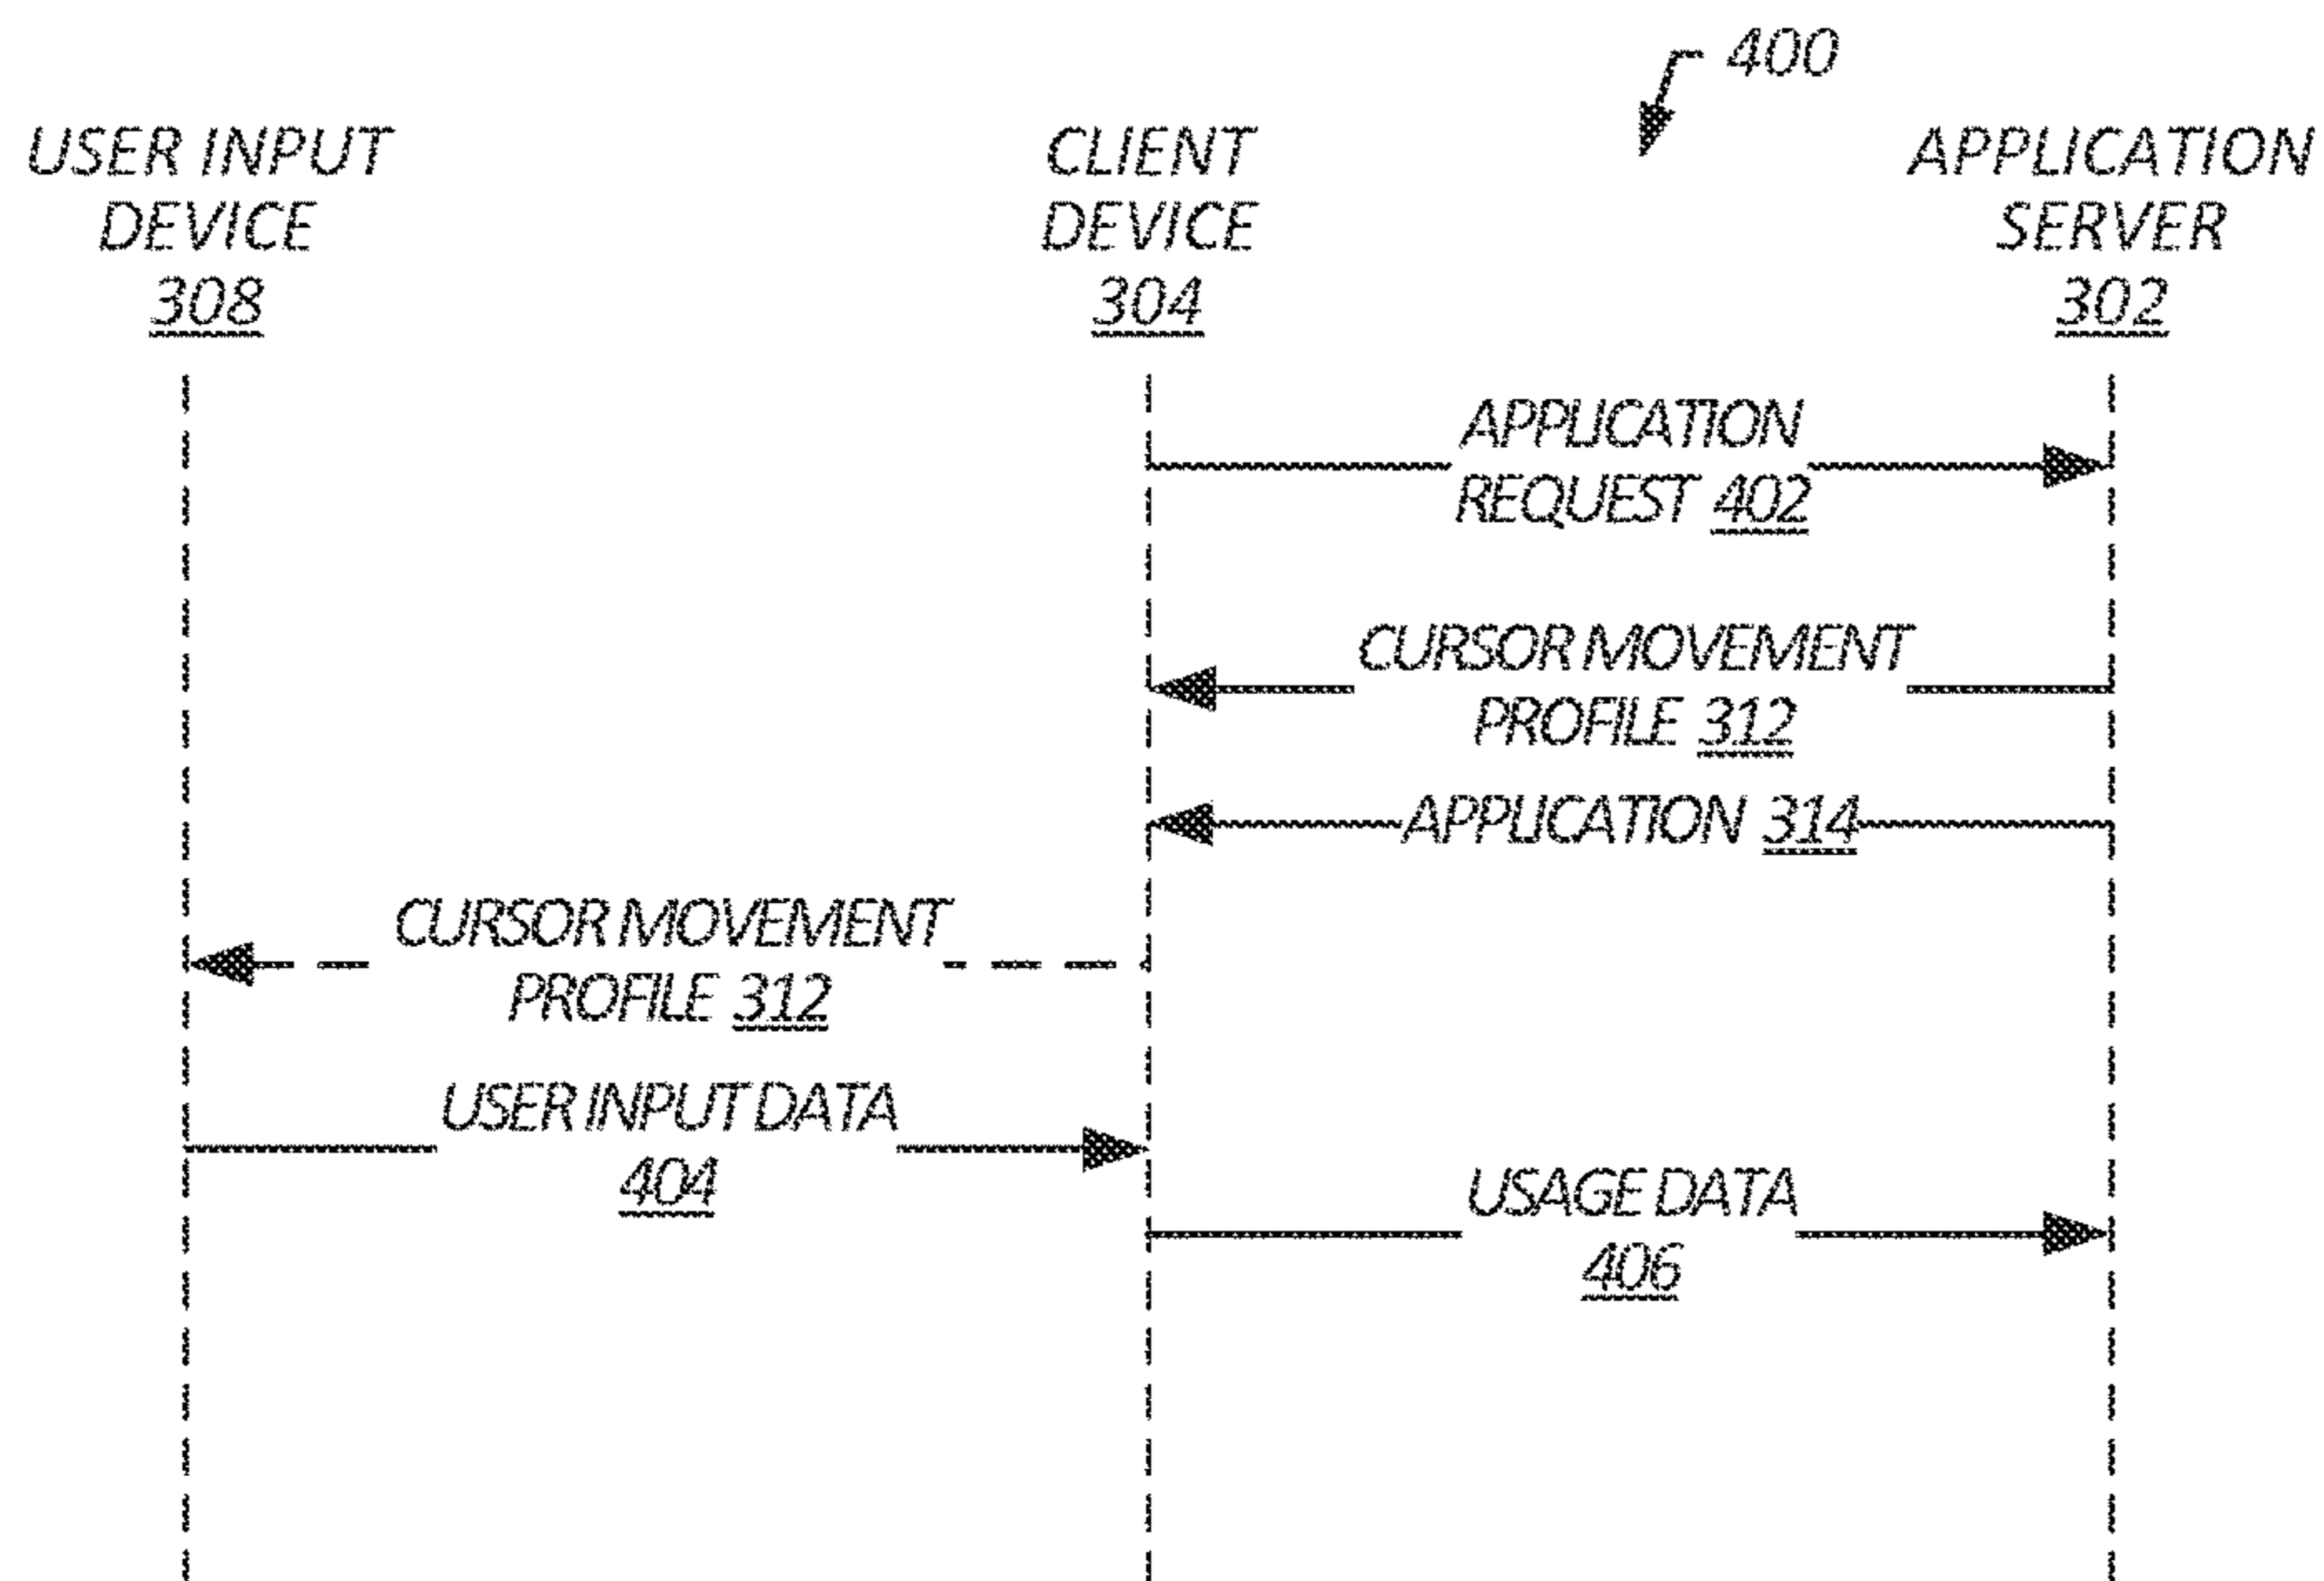 400
USER INPUT
DEVICE
308
CLIENT
DEVICE
304
APPLICATION
SERVER
302
APPLICATION
REQUEST 402
CURSOR MOVEMENT
PROFILE 312
APPLICATION 314
CURSOR MOVEMENT
PROFILE 312
USER INPUT DATA
404
USAGE DATA
406